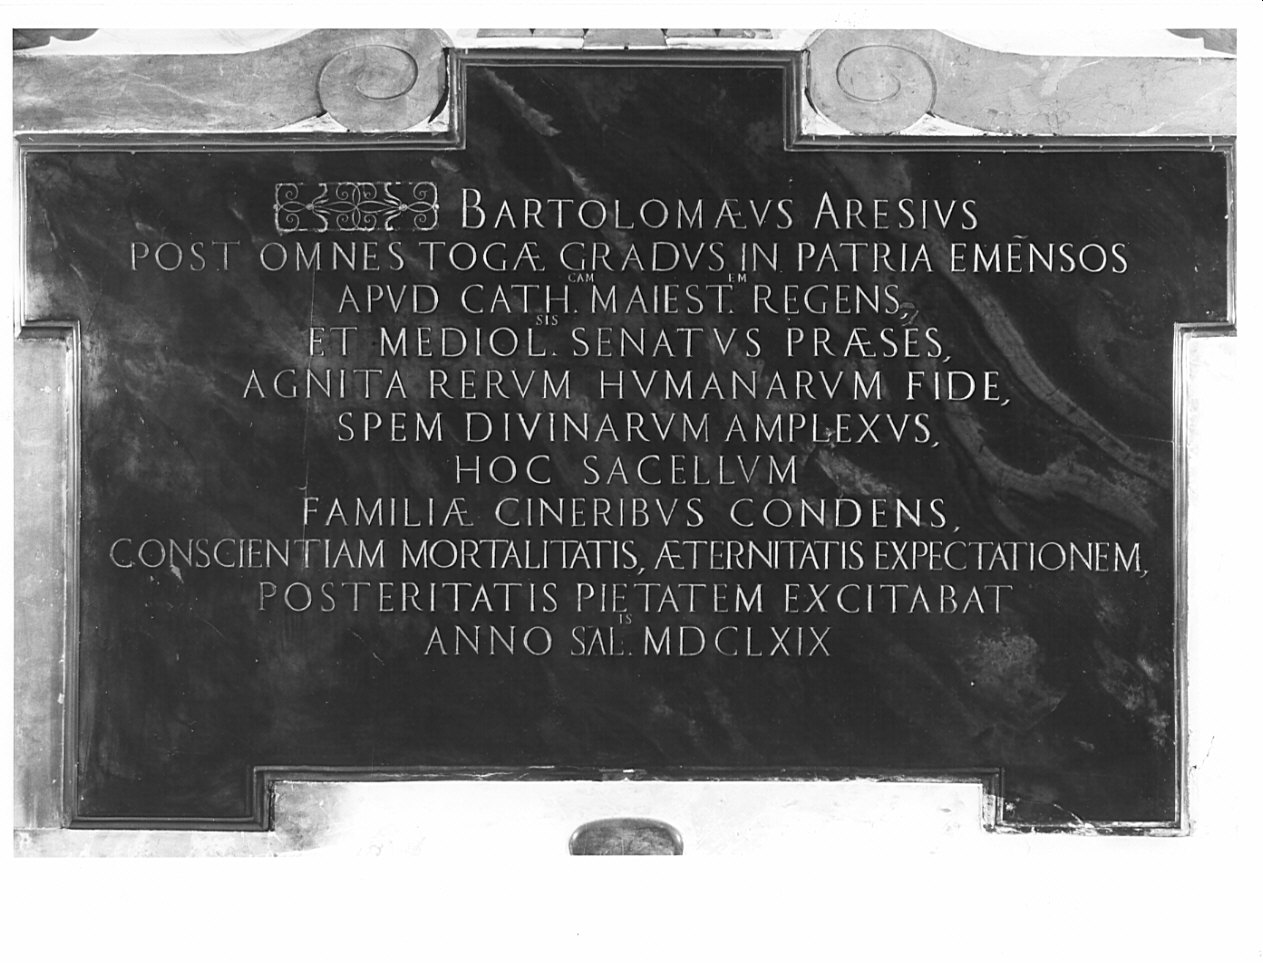 BARTOLOMÆVS ARESIVS
POST OMNES TOGÆ GRADVS IN PATRIA EMẼNSOS
APVD CATH.CAM MAIEST.EM REGENS,
ET MEDIOL.SIS SENATVS PRÆSES,
AGNITA RERVM HVMANARVM FIDE,
SPEM DIVINARVM AMPLEXVS,
HOC SACELLVM
FAMILIÆ CINERIBVS CONDENS,
CONSCIENTIAM MORTALITATIS, ÆTERNITATIS EXPECTATIONEM,
POSTERITATIS PIETATEM EXCITABAT
ANNO SAL.IS MDCLXIX